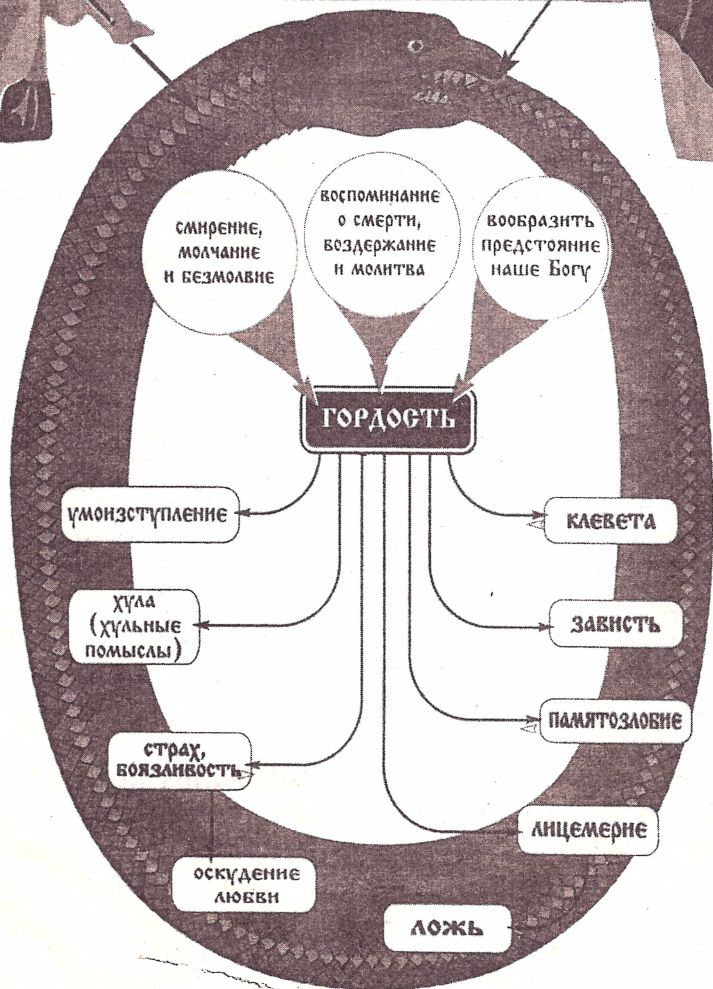 смирение,
молчание
и безмолвие
воспоминание
о смерти,
воздержание
и молитва
вообразить
предстояние
наше Богу
ГОРДОСТЬ
умоизступление
клевета
хула
(хульные
помыслы)
зависть
памятозлобие
страх,
боязливость
лицемерие
оскудение
любви
ложь